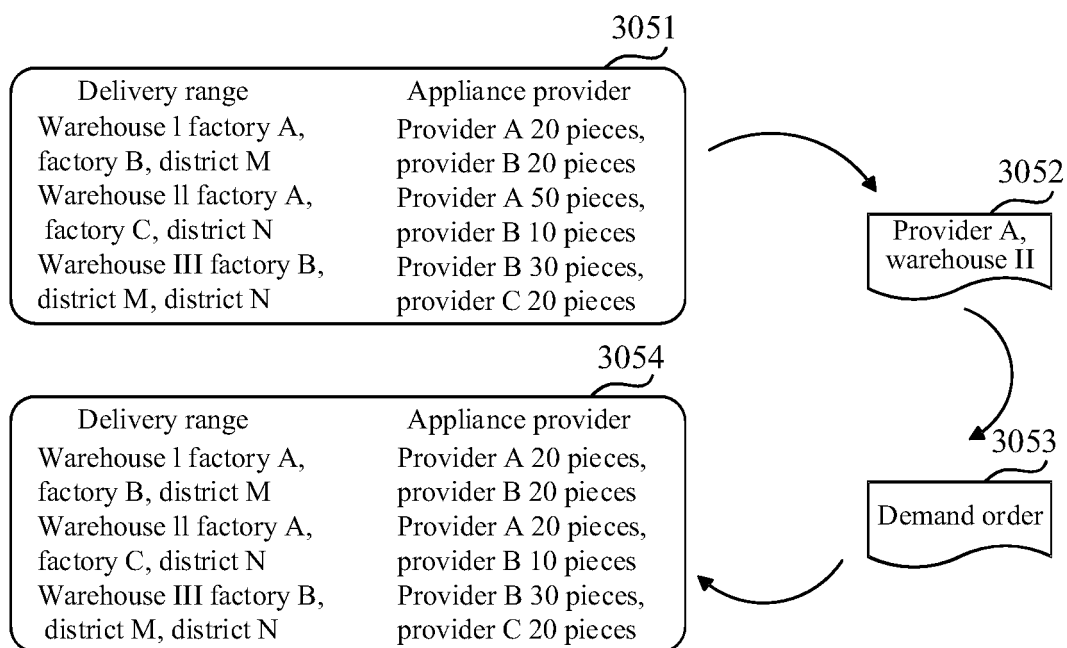 3051
Delivery range Appliance provider
Warehouse l factory A, Provider A 20 pieces,
factory B, district M provider B 20 pieces
Warehouse ll factory A, Provider A 50 pieces,
factory C, district N provider B 10 pieces
Warehouse III factory B, Provider B 30 pieces,
district M, district N provider C 20 pieces
3052
Provider A,
warehouse II
3053
Demand order
3054
Delivery range Appliance provider
Warehouse l factory A, Provider A 20 pieces,
factory B, district M provider B 20 pieces
Warehouse ll factory A, Provider A 20 pieces,
factory C, district N provider B 10 pieces
Warehouse III factory B, Provider B 30 pieces,
district M, district N provider C 20 pieces